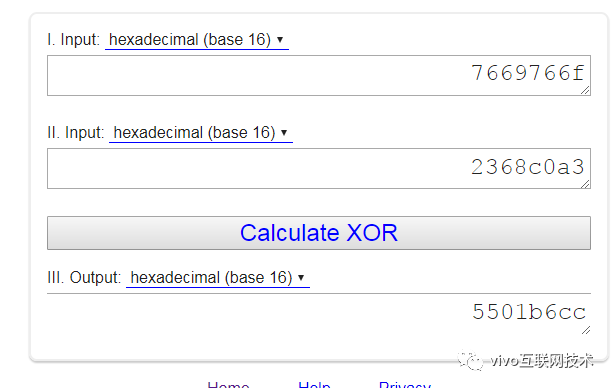 I. Input: hexadecimal (base 16) ▾
7669766f
II. Input: hexadecimal (base 16) ▾
2368c0a3
Calculate XOR
III. Output: hexadecimal (base 16) ▾
5501b6cc
vivo互联网技术
Home Help Privacy